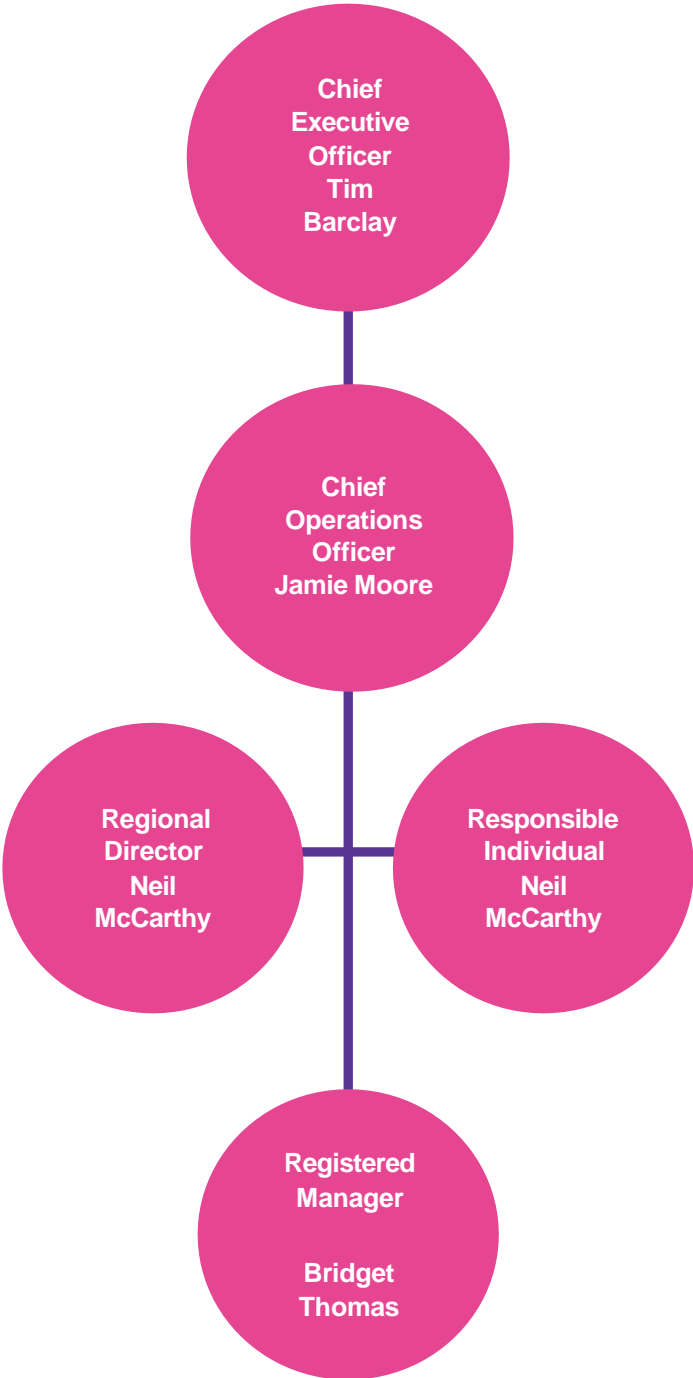 Chief
Executive
Officer
Tim
Barclay
Chief
Operations
Officer
Jamie Moore
Regional
Director
Neil
McCarthy
Responsible
Individual
Neil
McCarthy
Registered
Manager
Bridget
Thomas